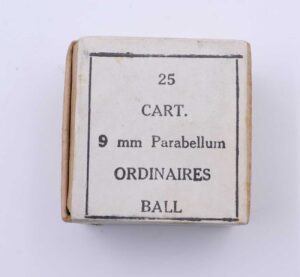 25
CART.
9 mm Parabellum
ORDINAIRES
BALL